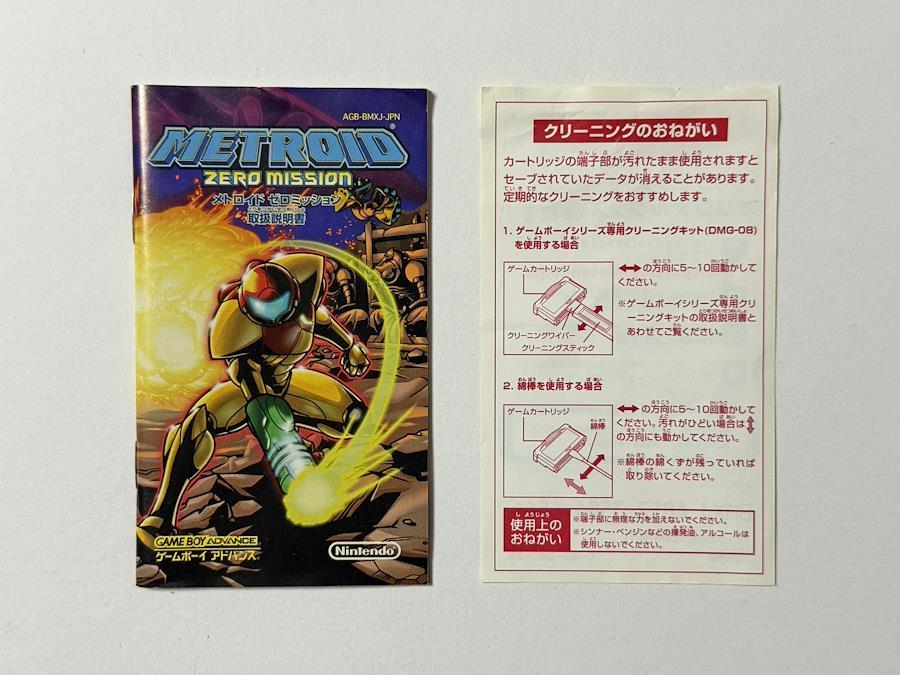 AGB-BMXJ-JPN
METROID®
ZERO MISSION
メトロイド ゼロミッション
とりあつかいせつめいしょ
取扱説明書
GAME BOY ADVANCE
ゲームボーイ アドバンス
Nintendo®
クリーニングのおねがい
カートリッジの端子部が汚れたまま使用されますと
セーブされていたデータが消えることがあります。
定期的なクリーニングをおすすめします。
1. ゲームボーイシリーズ専用クリーニングキット(DMG-08)
を使用する場合
ゲームカートリッジ
クリーニングワイパー
クリーニングスティック
の方向に5〜10回動かして
ください。
※ゲームボーイシリーズ専用クリ
ーニングキットの取扱説明書と
あわせてご覧ください。
2. 綿棒を使用する場合
ゲームカートリッジ
綿棒
の方向に5〜10回動かして
ください。汚れがひどい場合は
の方向にも動かしてください。
※綿棒の綿くずが残っていれば
取り除いてください。
使用上の
おねがい
※端子部に無理な力を加えないでください。
※シンナー・ベンジンなどの揮発油、アルコールは
使用しないでください。